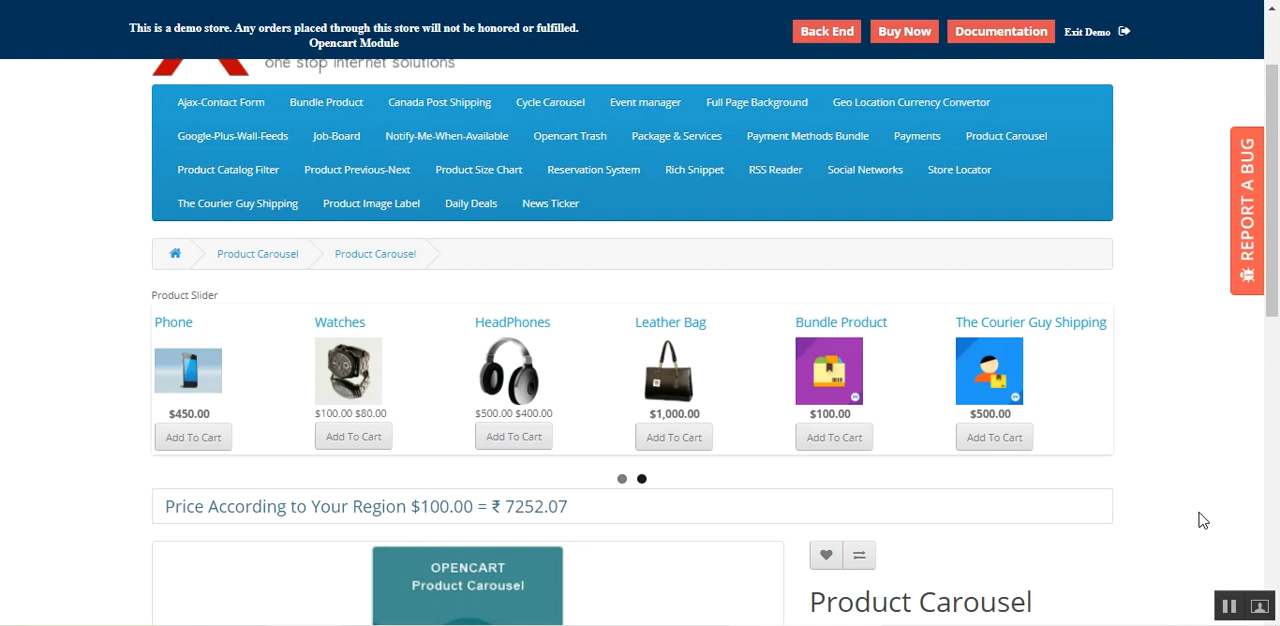 This is a demo store. Any orders placed through this store will not be honored or fulfilled.
Opencart Module
Back End
Buy Now
Documentation
Exit Demo
one stop internet solutions
Ajax-Contact Form
Bundle Product
Canada Post Shipping
Cycle Carousel
Event manager
Full Page Background
Geo Location Currency Convertor
Google-Plus-Wall-Feeds
Job-Board
Notify-Me-When-Available
Opencart Trash
Package & Services
Payment Methods Bundle
Payments
Product Carousel
Product Catalog Filter
Product Previous-Next
Product Size Chart
Reservation System
Rich Snippet
RSS Reader
Social Networks
Store Locator
The Courier Guy Shipping
Product Image Label
Daily Deals
News Ticker
REPORT A BUG
Product Carousel
Product Carousel
Product Slider
Phone
Watches
HeadPhones
Leather Bag
Bundle Product
The Courier Guy Shipping
$450.00
$100.00 $80.00
$500.00 $400.00
$1,000.00
$100.00
$500.00
Add To Cart
Add To Cart
Add To Cart
Add To Cart
Add To Cart
Add To Cart
Price According to Your Region $100.00 = ₹ 7252.07
OPENCART
Product Carousel
Product Carousel